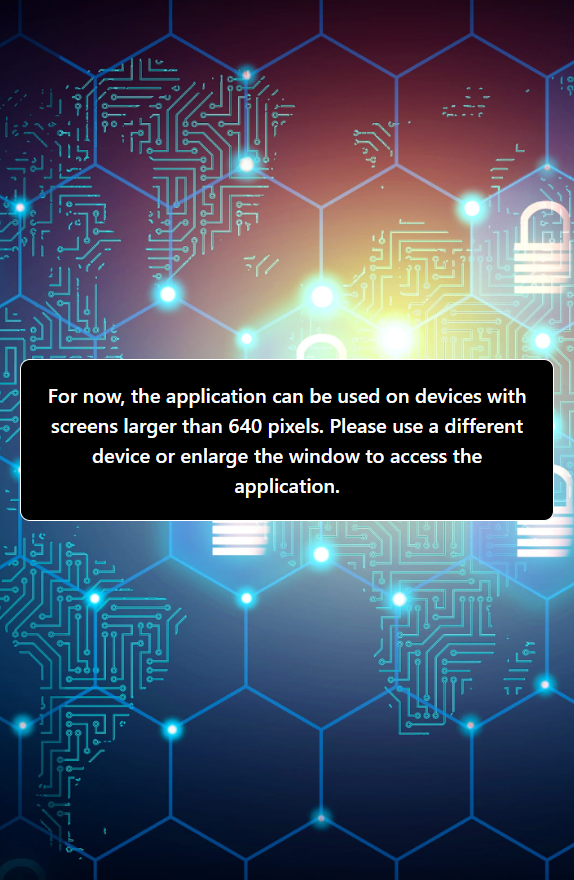 For now, the application can be used on devices with
screens larger than 640 pixels. Please use a different
device or enlarge the window to access the
application.